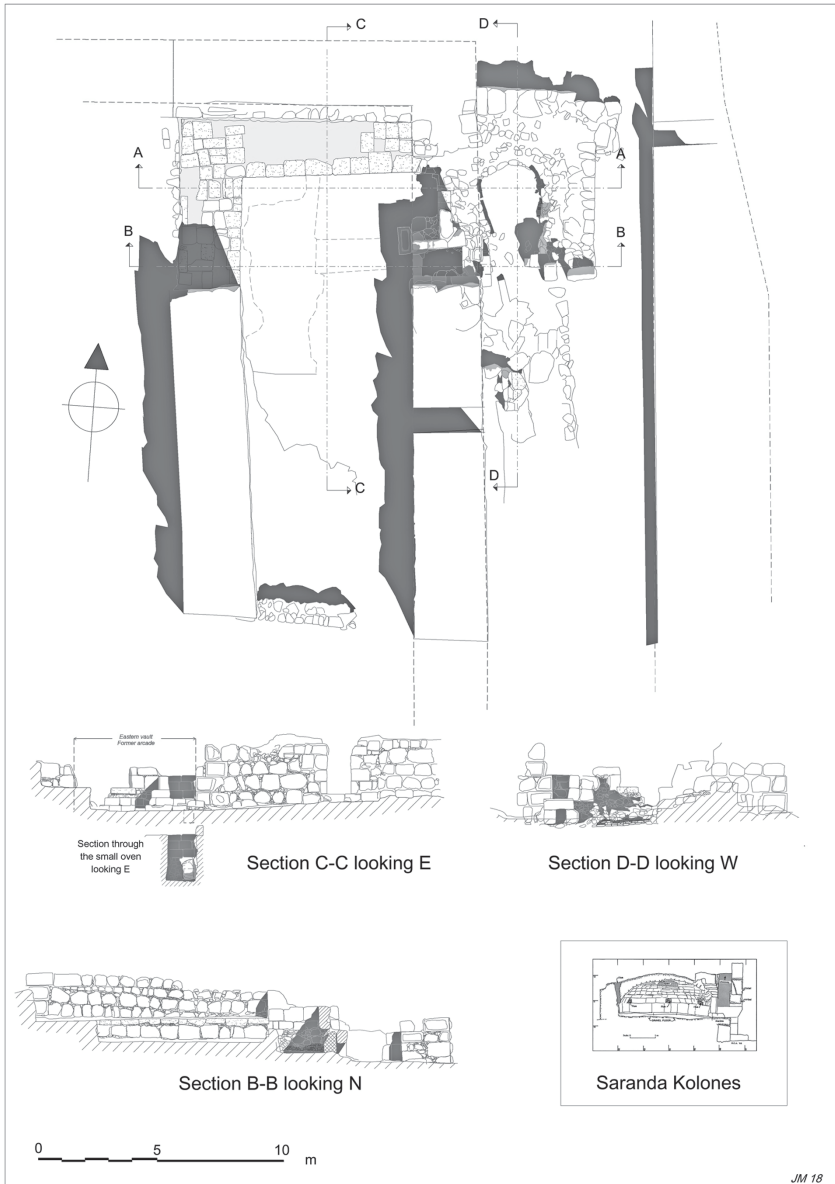 C D
A A
B B
C D
Eastern vault
Former arcade
Section through
the small oven
looking E
Section C-C looking E
Section D-D looking W
Section B-B looking N
Saranda Kolones
0 5 10 m
JM 18